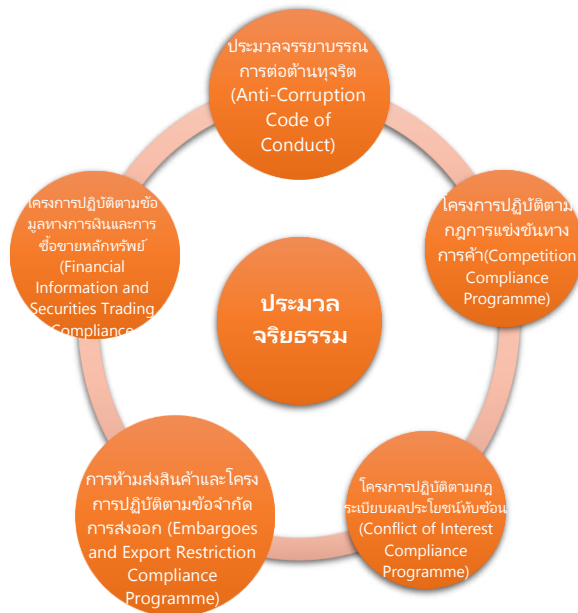 ประมวลจรรยาบรรณ
การต่อต้านทุจริต
(Anti-Corruption
Code of
Conduct)
โครงการปฏิบัติตาม
กฎการแข่งขันทาง
การค้า(Competition
Compliance
Programme)
โครงการปฏิบัติตามกฎ
ระเบียบผลประโยชน์ทับซ้อน
(Conflict of Interest
Compliance
Programme)
การห้ามส่งสินค้าและโครง
การปฏิบัติตามข้อจำกัด
การส่งออก (Embargoes
and Export Restriction
Compliance
Programme)
โครงการปฏิบัติตามข้อ
มูลทางการเงินและการ
ซื้อขายหลักทรัพย์
(Financial
Information and
Securities Trading
Compliance
ประมวล
จริยธรรม